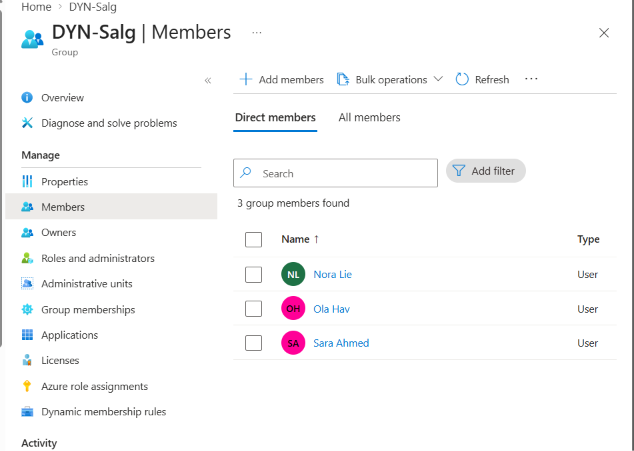 Home > DYN-Salg
DYN-Salg | Members ...
Group
« + Add members Bulk operations Refresh ...
Overview
Diagnose and solve problems
Direct members All members
Manage
Properties
Search Add filter
Members
3 group members found
Owners
Name ↑ Type
Roles and administrators
NL Nora Lie User
Administrative units
Group memberships
OH Ola Hav User
Applications
SA Sara Ahmed User
Licenses
Azure role assignments
Dynamic membership rules
Activity